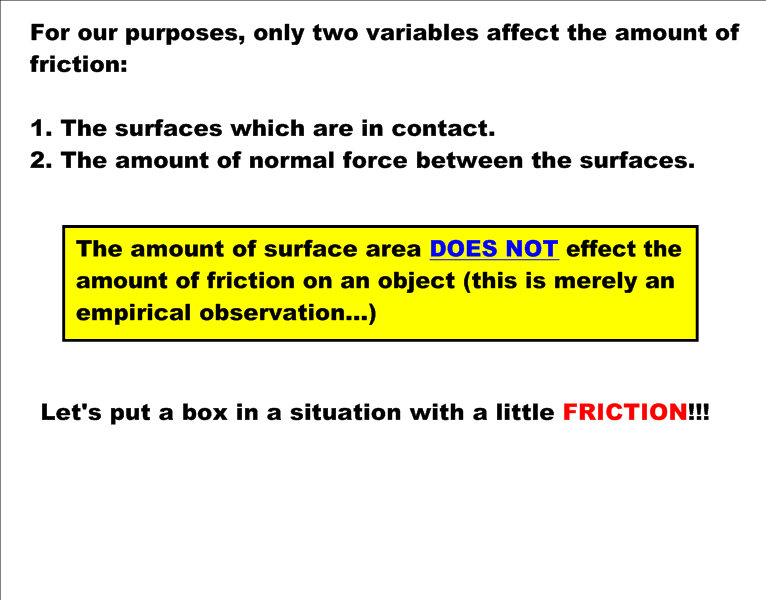 For our purposes, only two variables affect the amount of
friction:
1. The surfaces which are in contact.
2. The amount of normal force between the surfaces.
The amount of surface area DOES NOT effect the
amount of friction on an object (this is merely an
empirical observation...)
Let's put a box in a situation with a little FRICTION!!!